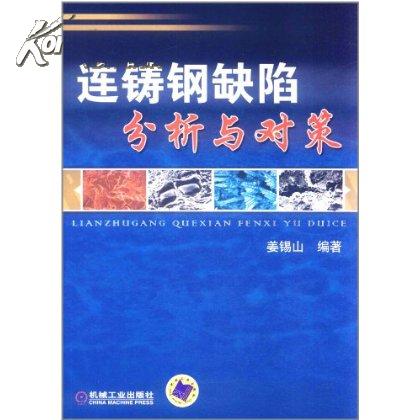 连铸钢缺陷
分析与对策
LIANZHUGANG QUEXIAN FENXI YU DUICE
姜锡山 编著
机械工业出版社
CHINA MACHINE PRESS